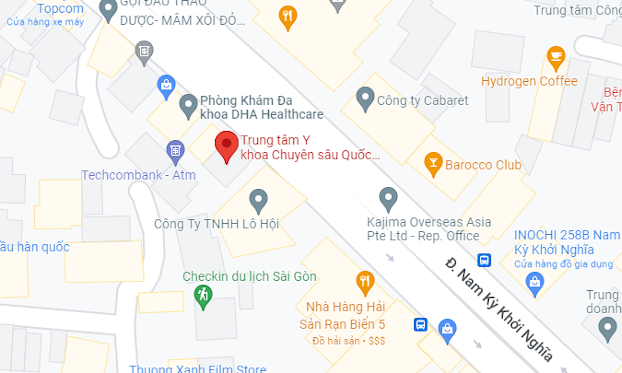 Topcom
Cửa hàng xe máy
GỘI ĐẦU THẢO
DƯỢC- MÂM XÔI ĐỎ...
Trung tâm Công
Hydrogen Coffee
Phòng Khám Đa
khoa DHA Healthcare
Công ty Cabaret
Bện
Vận T
Trung tâm Y
khoa Chuyên sâu Quốc...
Techcombank - Atm
Barocco Club
Công Ty TNHH Lô Hội
Kajima Overseas Asia
Pte Ltd - Rep. Office
INOCHI 258B Nam
Kỳ Khởi Nghĩa
Cửa hàng đồ gia dụng
ầu hàn quốc
Checkin du lịch Sài Gòn
Đ. Nam Kỳ Khởi Nghĩa
Nhà Hàng Hải
Sản Rạn Biển 5
Đồ hải sản • $$$
Trung
doanh
Thuong Xanh Film Store